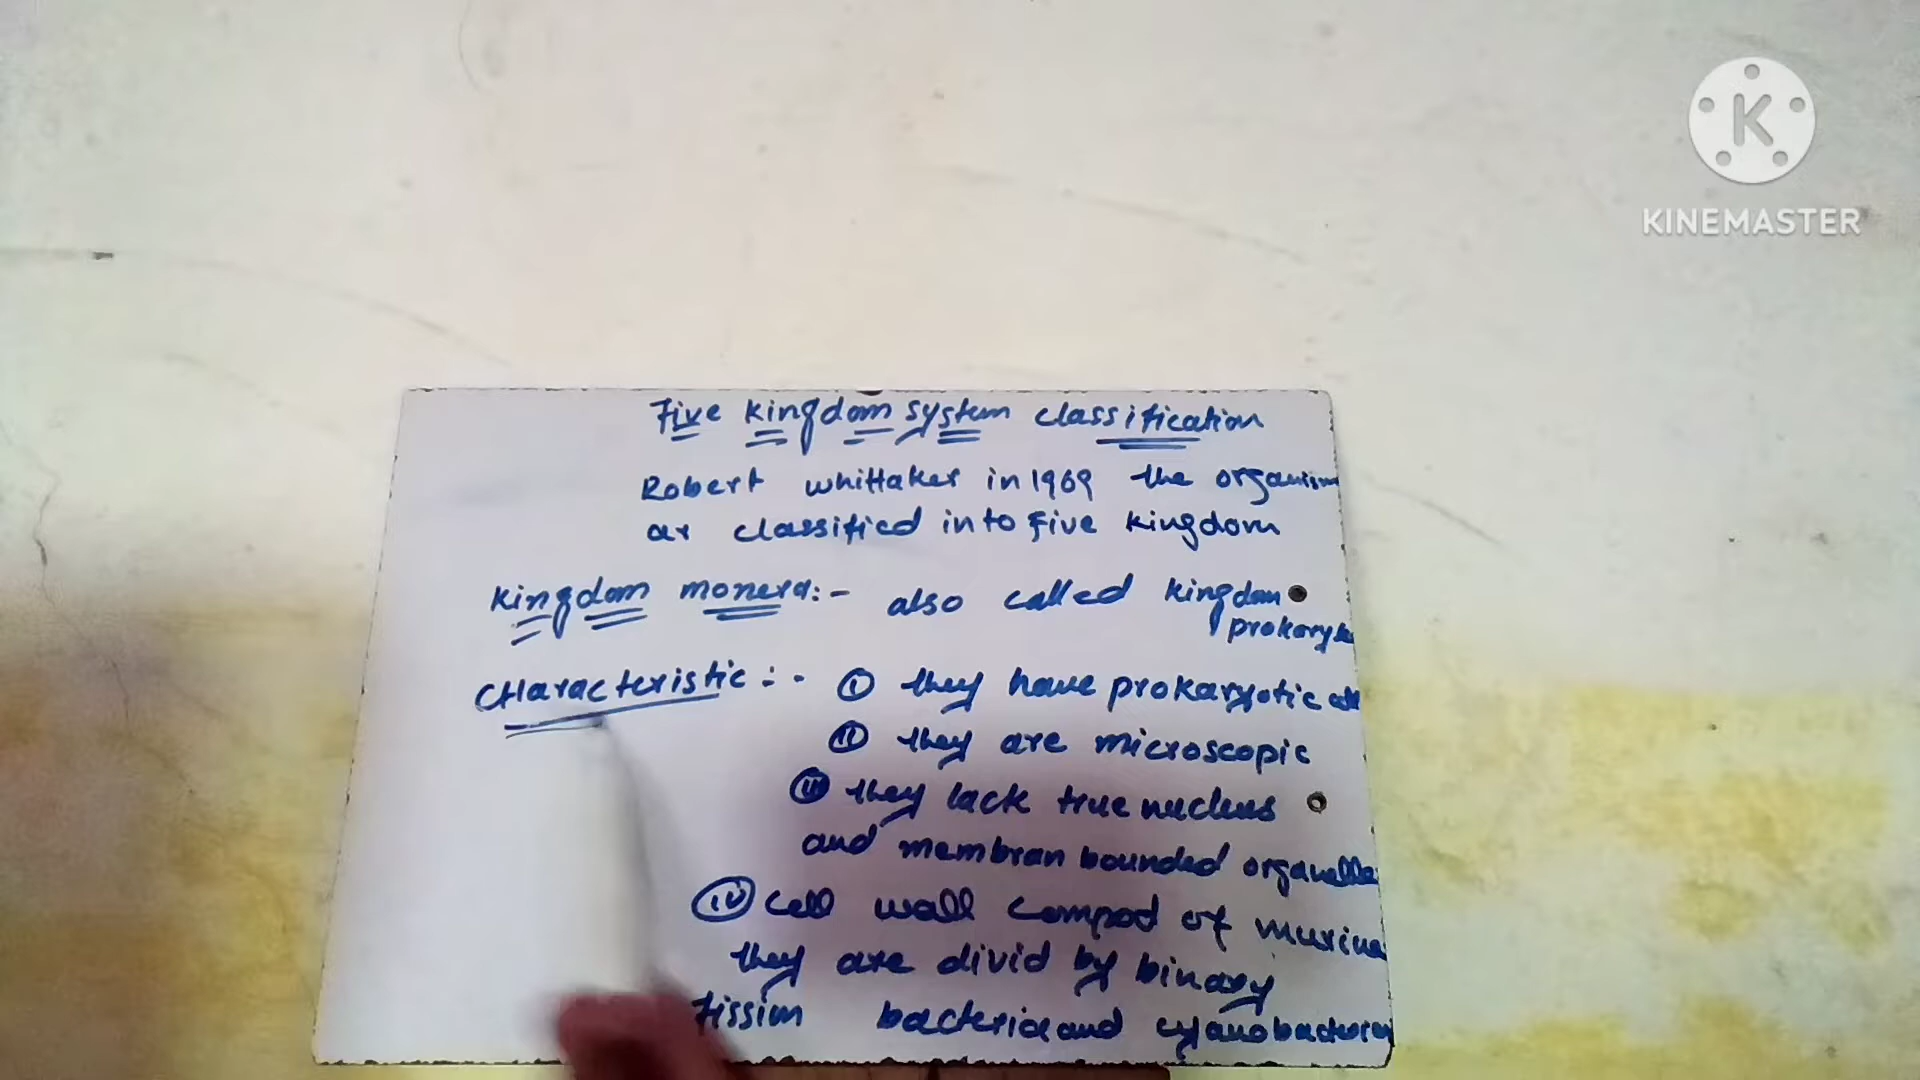 KINEMASTER
Five kingdom system classification
Robert whittaker in 1969 the organism
ar classified into five kingdom
kingdom monera:- also called kingdom
prokaryote
Characteristic:- (i) they have prokaryotic cell
(ii) they are microscopic
(iii) they lack true nucleus
and membran bounded organelle
(iv) cell wall compod of murine
they are divid by binary
fission bacteria and cyanobacteria